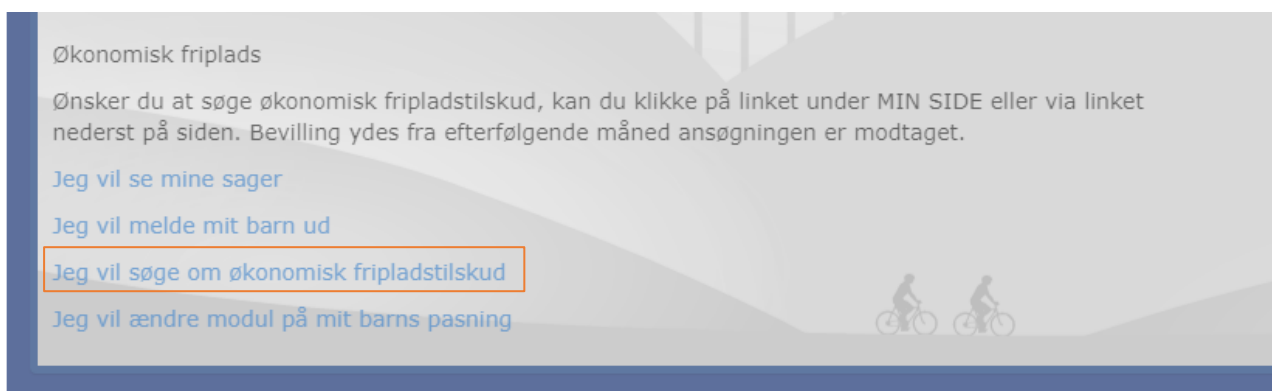 Økonomisk friplads
Ønsker du at søge økonomisk fripladstilskud, kan du klikke på linket under MIN SIDE eller via linket
nederst på siden. Bevilling ydes fra efterfølgende måned ansøgningen er modtaget.
Jeg vil se mine sager
Jeg vil melde mit barn ud
Jeg vil søge om økonomisk fripladstilskud
Jeg vil ændre modul på mit barns pasning